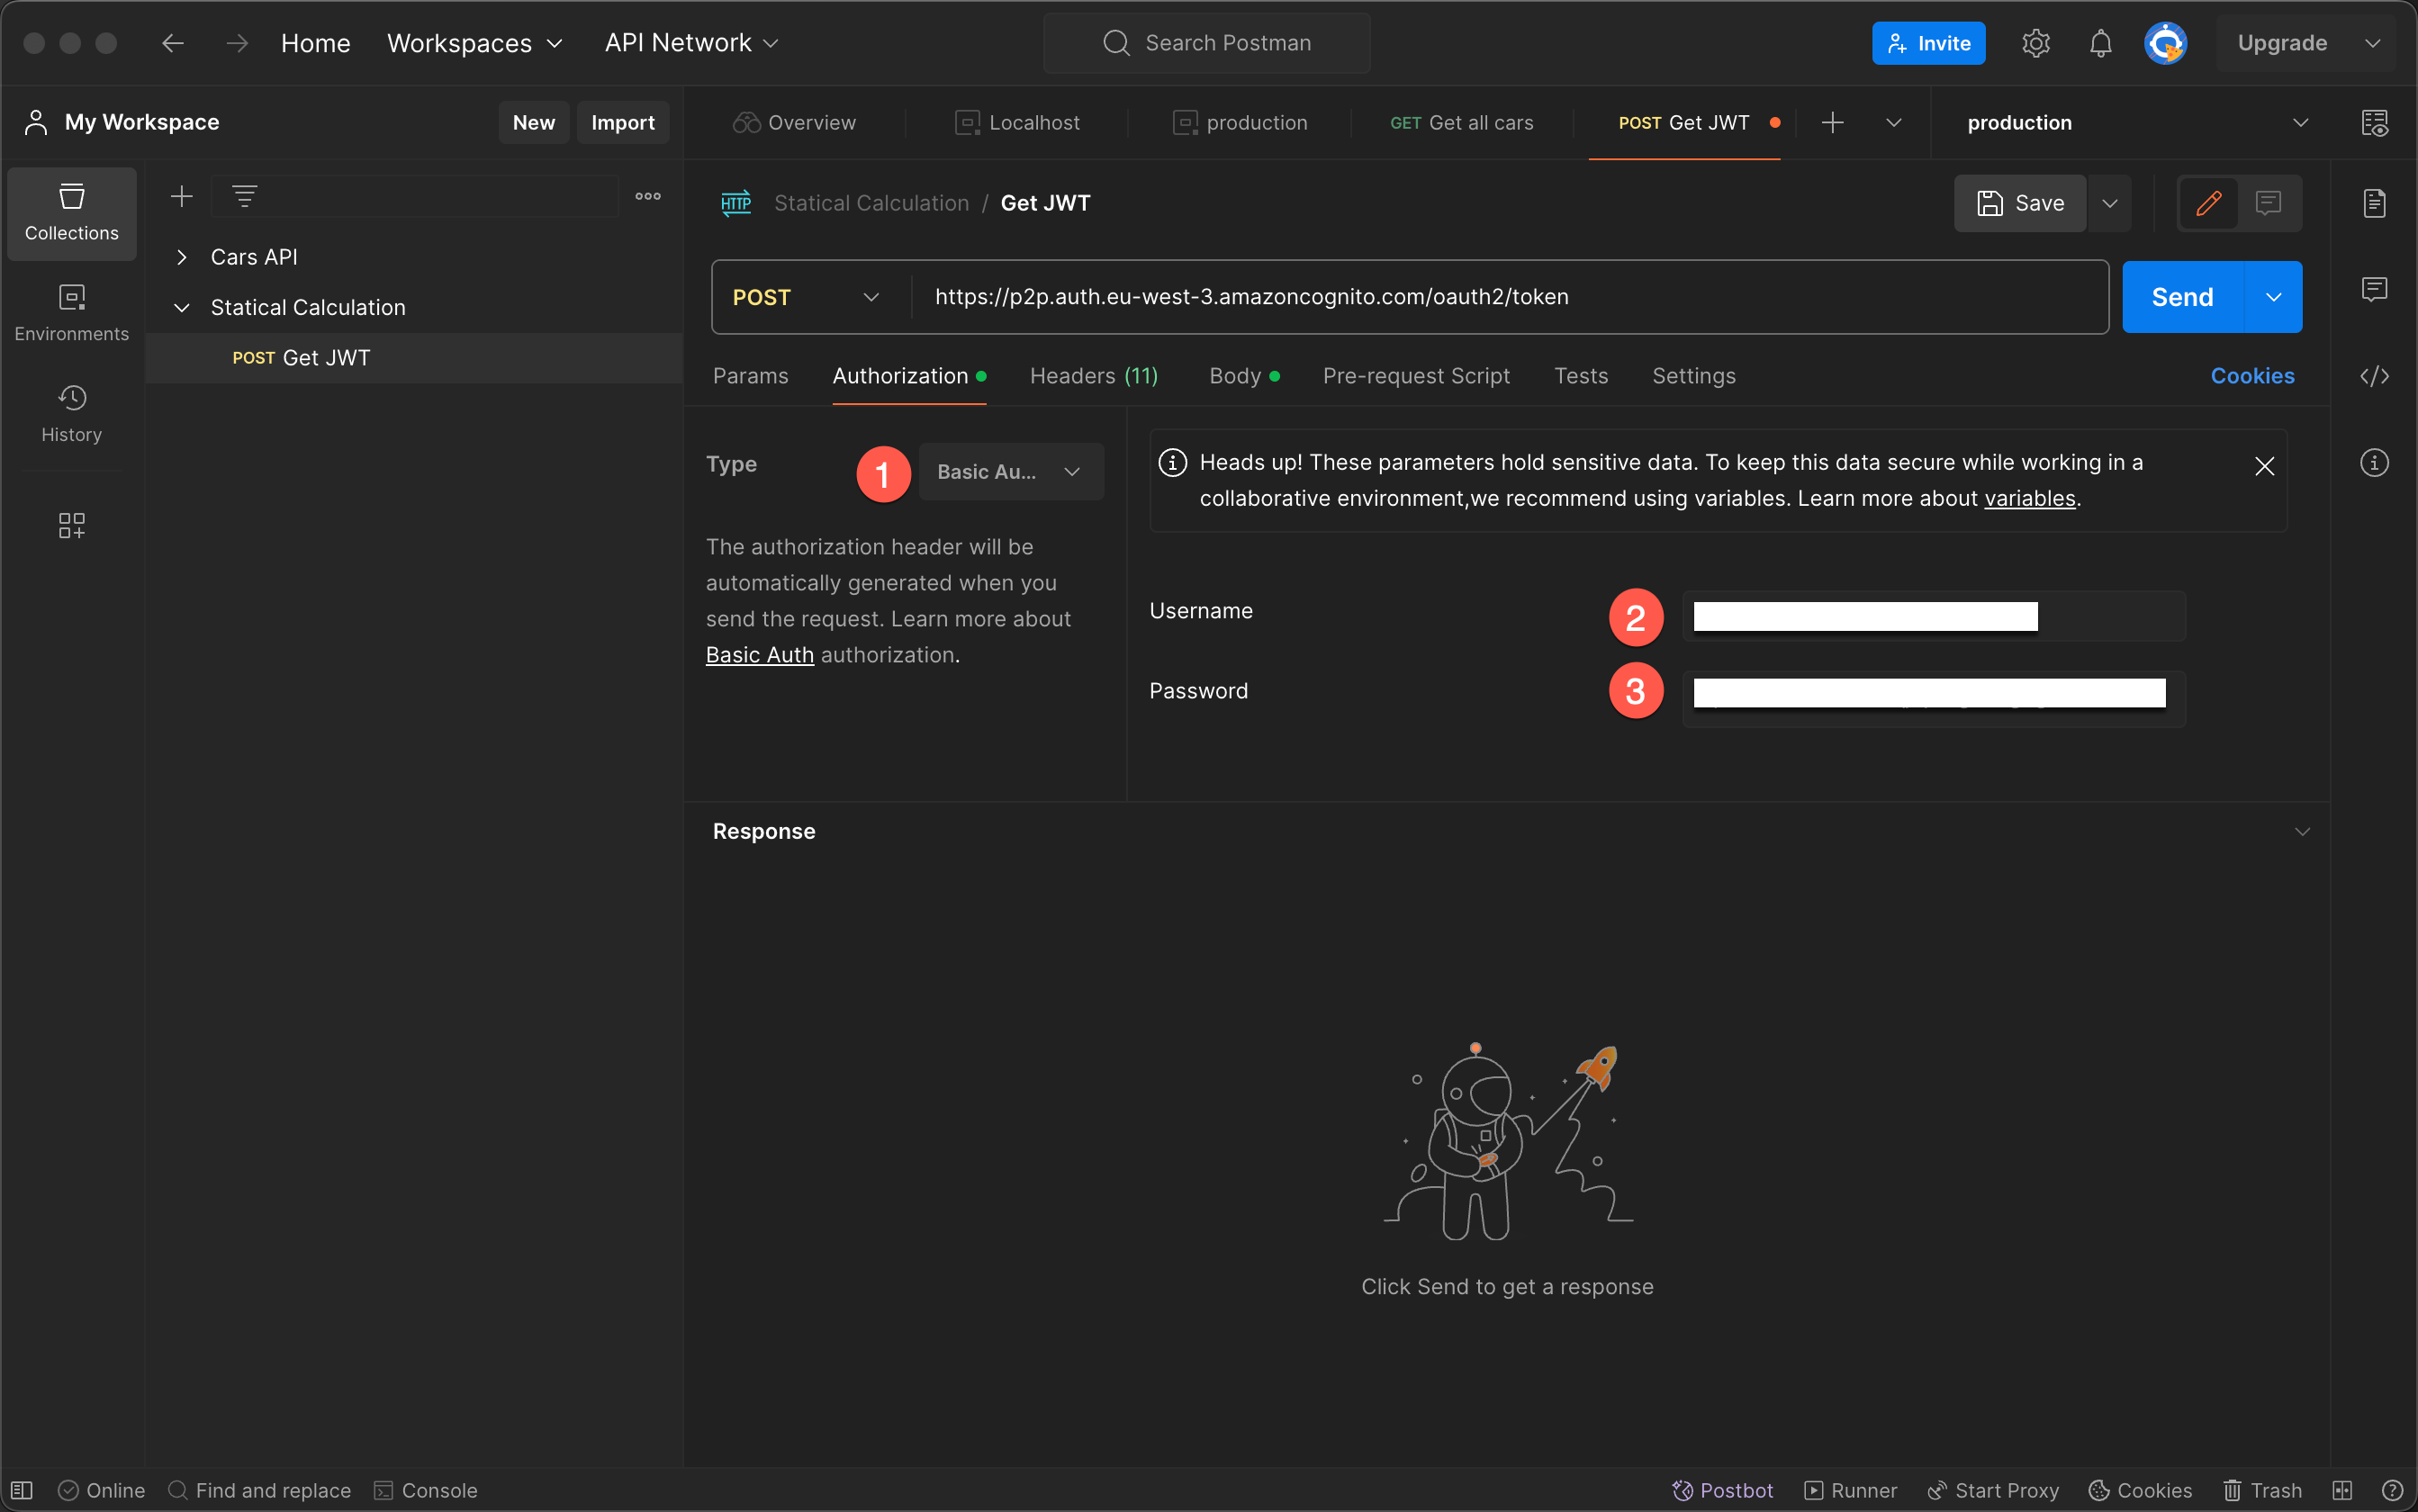 Home Workspaces API Network Search Postman Invite Upgrade
My Workspace New Import
Overview Localhost production GET Get all cars POST Get JWT production
Collections
Environments
History
Cars API
Statical Calculation
POST Get JWT
HTTP Statical Calculation / Get JWT Save
POST https://p2p.auth.eu-west-3.amazoncognito.com/oauth2/token Send
Params Authorization Headers (11) Body Pre-request Script Tests Settings Cookies
Type 1 Basic Au...
The authorization header will be
automatically generated when you
send the request. Learn more about
Basic Auth authorization.
Heads up! These parameters hold sensitive data. To keep this data secure while working in a
collaborative environment,we recommend using variables. Learn more about variables.
Username 2
Password 3
Response
Click Send to get a response
Online Find and replace Console Postbot Runner Start Proxy Cookies Trash